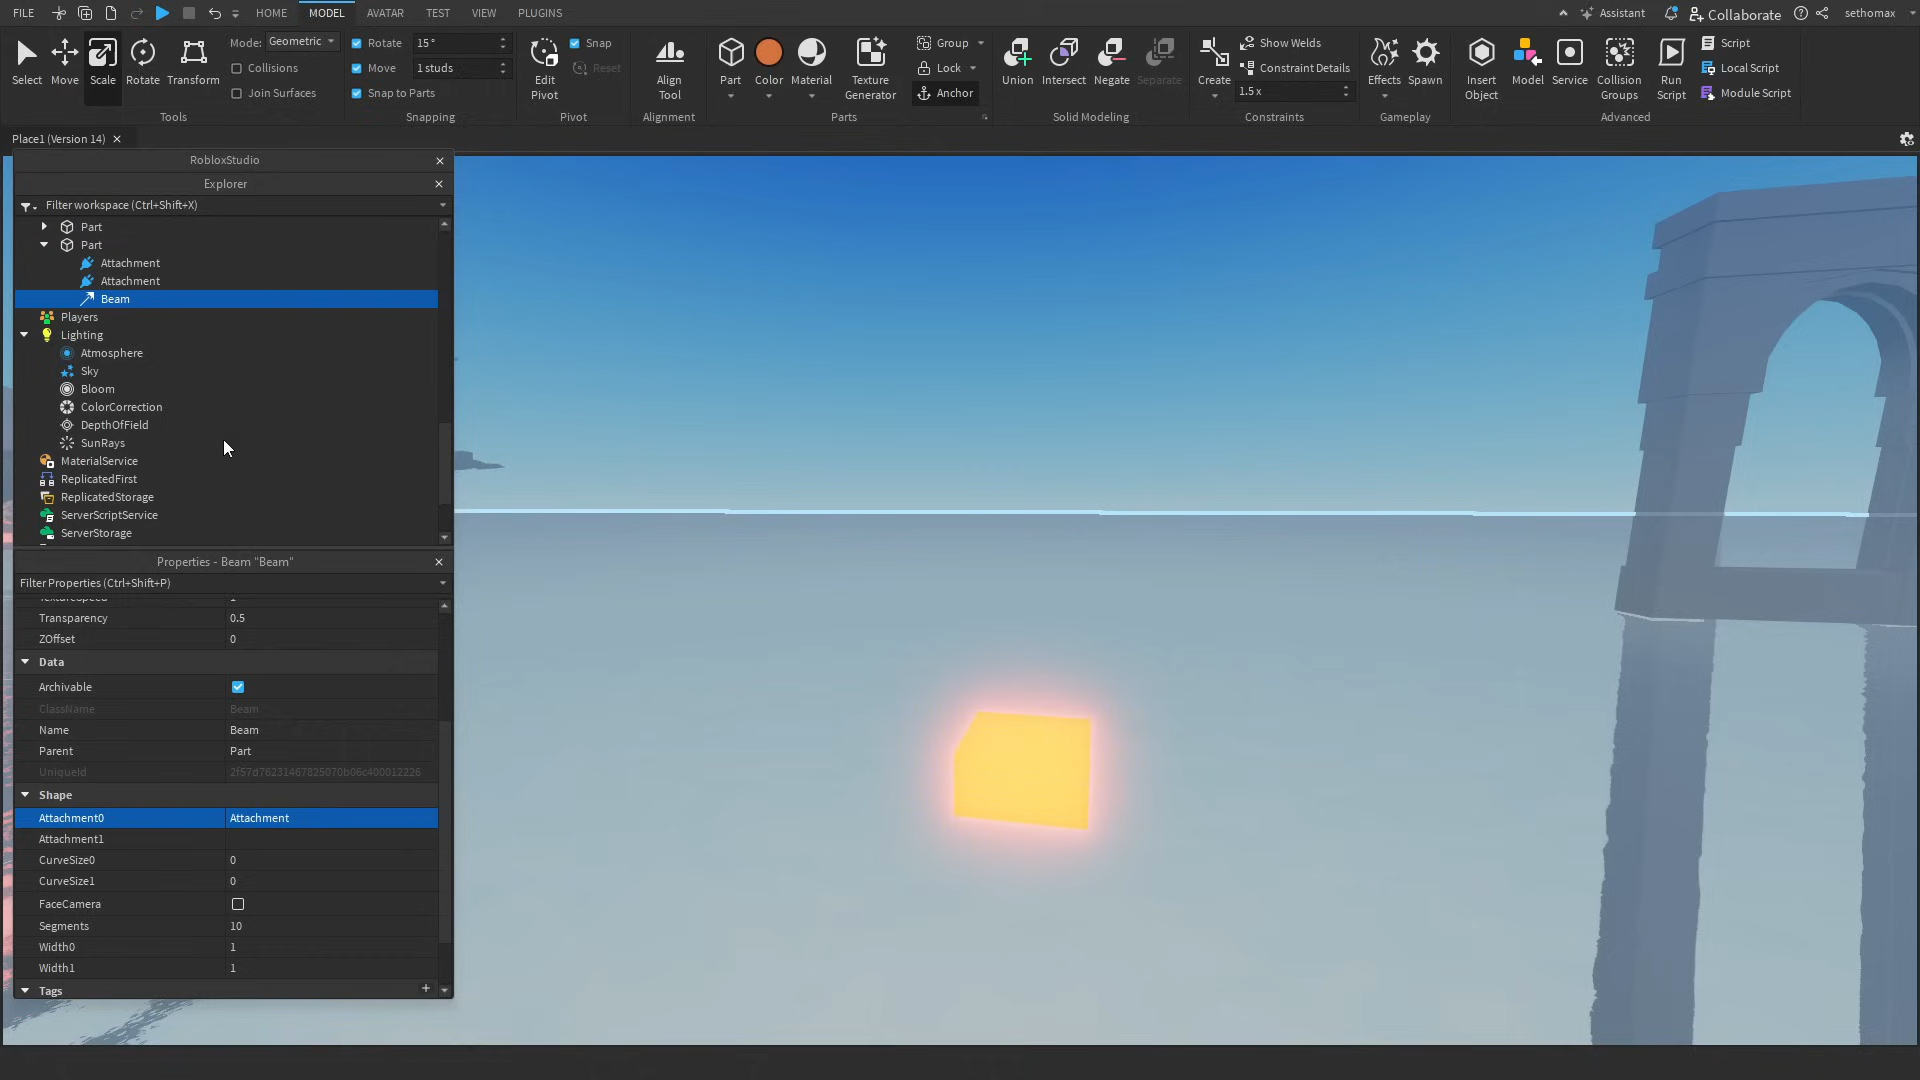 FILE HOME MODEL AVATAR TEST VIEW PLUGINS Assistant Collaborate sethomax
Select Move Scale Rotate Transform
Mode: Geometric
Collisions
Join Surfaces
Tools
Rotate 15°
Move 1 studs
Snap to Parts
Snapping
Edit Pivot
Snap
Reset
Pivot
Align Tool
Alignment
Part Color Material Texture Generator
Group
Lock
Anchor
Parts
Union Intersect Negate Separate
Solid Modeling
Create
Show Welds
Constraint Details
1.5 x
Constraints
Effects Spawn
Gameplay
Insert Object
Model Service Collision Groups
Run Script
Script
Local Script
Module Script
Advanced
Place1 (Version 14)
RobloxStudio
Explorer
Filter workspace (Ctrl+Shift+X)
Part
Part
Attachment
Attachment
Beam
Players
Lighting
Atmosphere
Sky
Bloom
ColorCorrection
DepthOfField
SunRays
MaterialService
ReplicatedFirst
ReplicatedStorage
ServerScriptService
ServerStorage
Properties - Beam "Beam"
Filter Properties (Ctrl+Shift+P)
TextureSpeed 1
Transparency 0.5
ZOffset 0
Data
Archivable
ClassName Beam
Name Beam
Parent Part
UniqueId
Shape
Attachment0 Attachment
Attachment1
CurveSize0 0
CurveSize1 0
FaceCamera
Segments 10
Width0 1
Width1 1
Tags